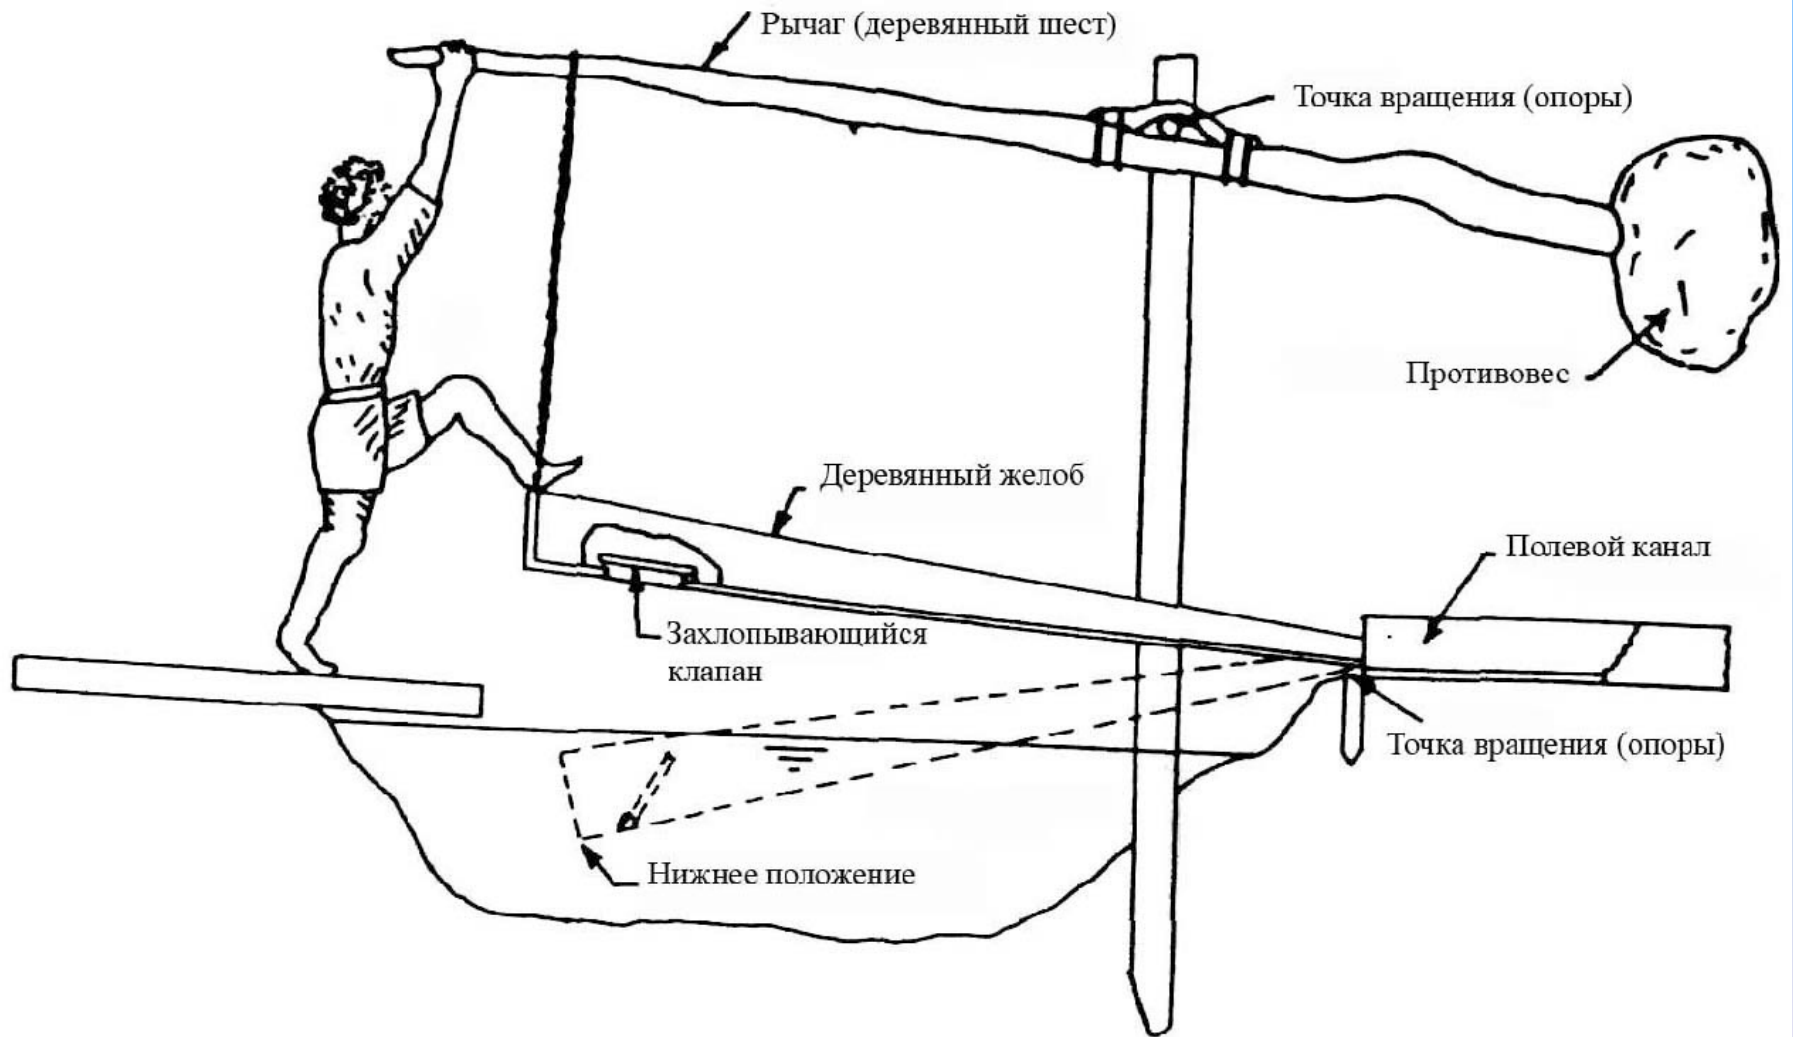 Рычаг (деревянный шест)
Точка вращения (опоры)
Противовес
Деревянный желоб
Полевой канал
Захлопывающийся
клапан
Точка вращения (опоры)
Нижнее положение